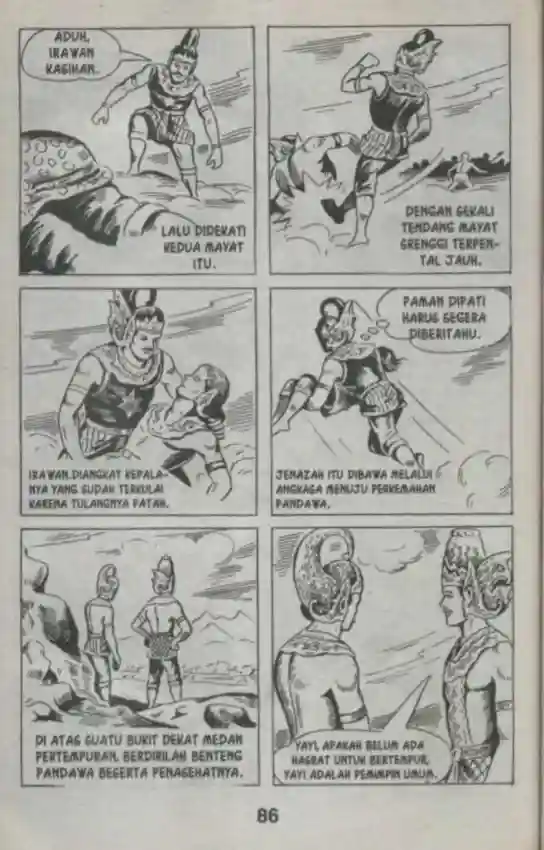 ADUH,
IRAWAN
KASIHAN.
LALU DIDEKATI
KEDUA MAYAT
ITU.
DENGAN SEKALI
TENDANG MAYAT
GRENGGI TERPEN-
TAL JAUH.
IRAWAN DIANGKAT KEPALA-
NYA YANG SUDAH TERKULAI
KARENA TULANGNYA PATAH.
PAMAN DIPATI
HARUS SEGERA
DIBERITAHU.
JENAZAH ITU DIBAWA MELALUI
ANGKASA MENUJU PERKEMAHAN
PANDAWA.
DI ATAS SUATU BUKIT DEKAT MEDAN
PERTEMPURAN, BERDIRILAH BENTENG
PANDAWA BESERTA PENASEHATNYA.
YAYI, APAKAH BELUM ADA
HASRAT UNTUK BERTEMPUR,
YAYI ADALAH PEMIMPIN UMUM.
86